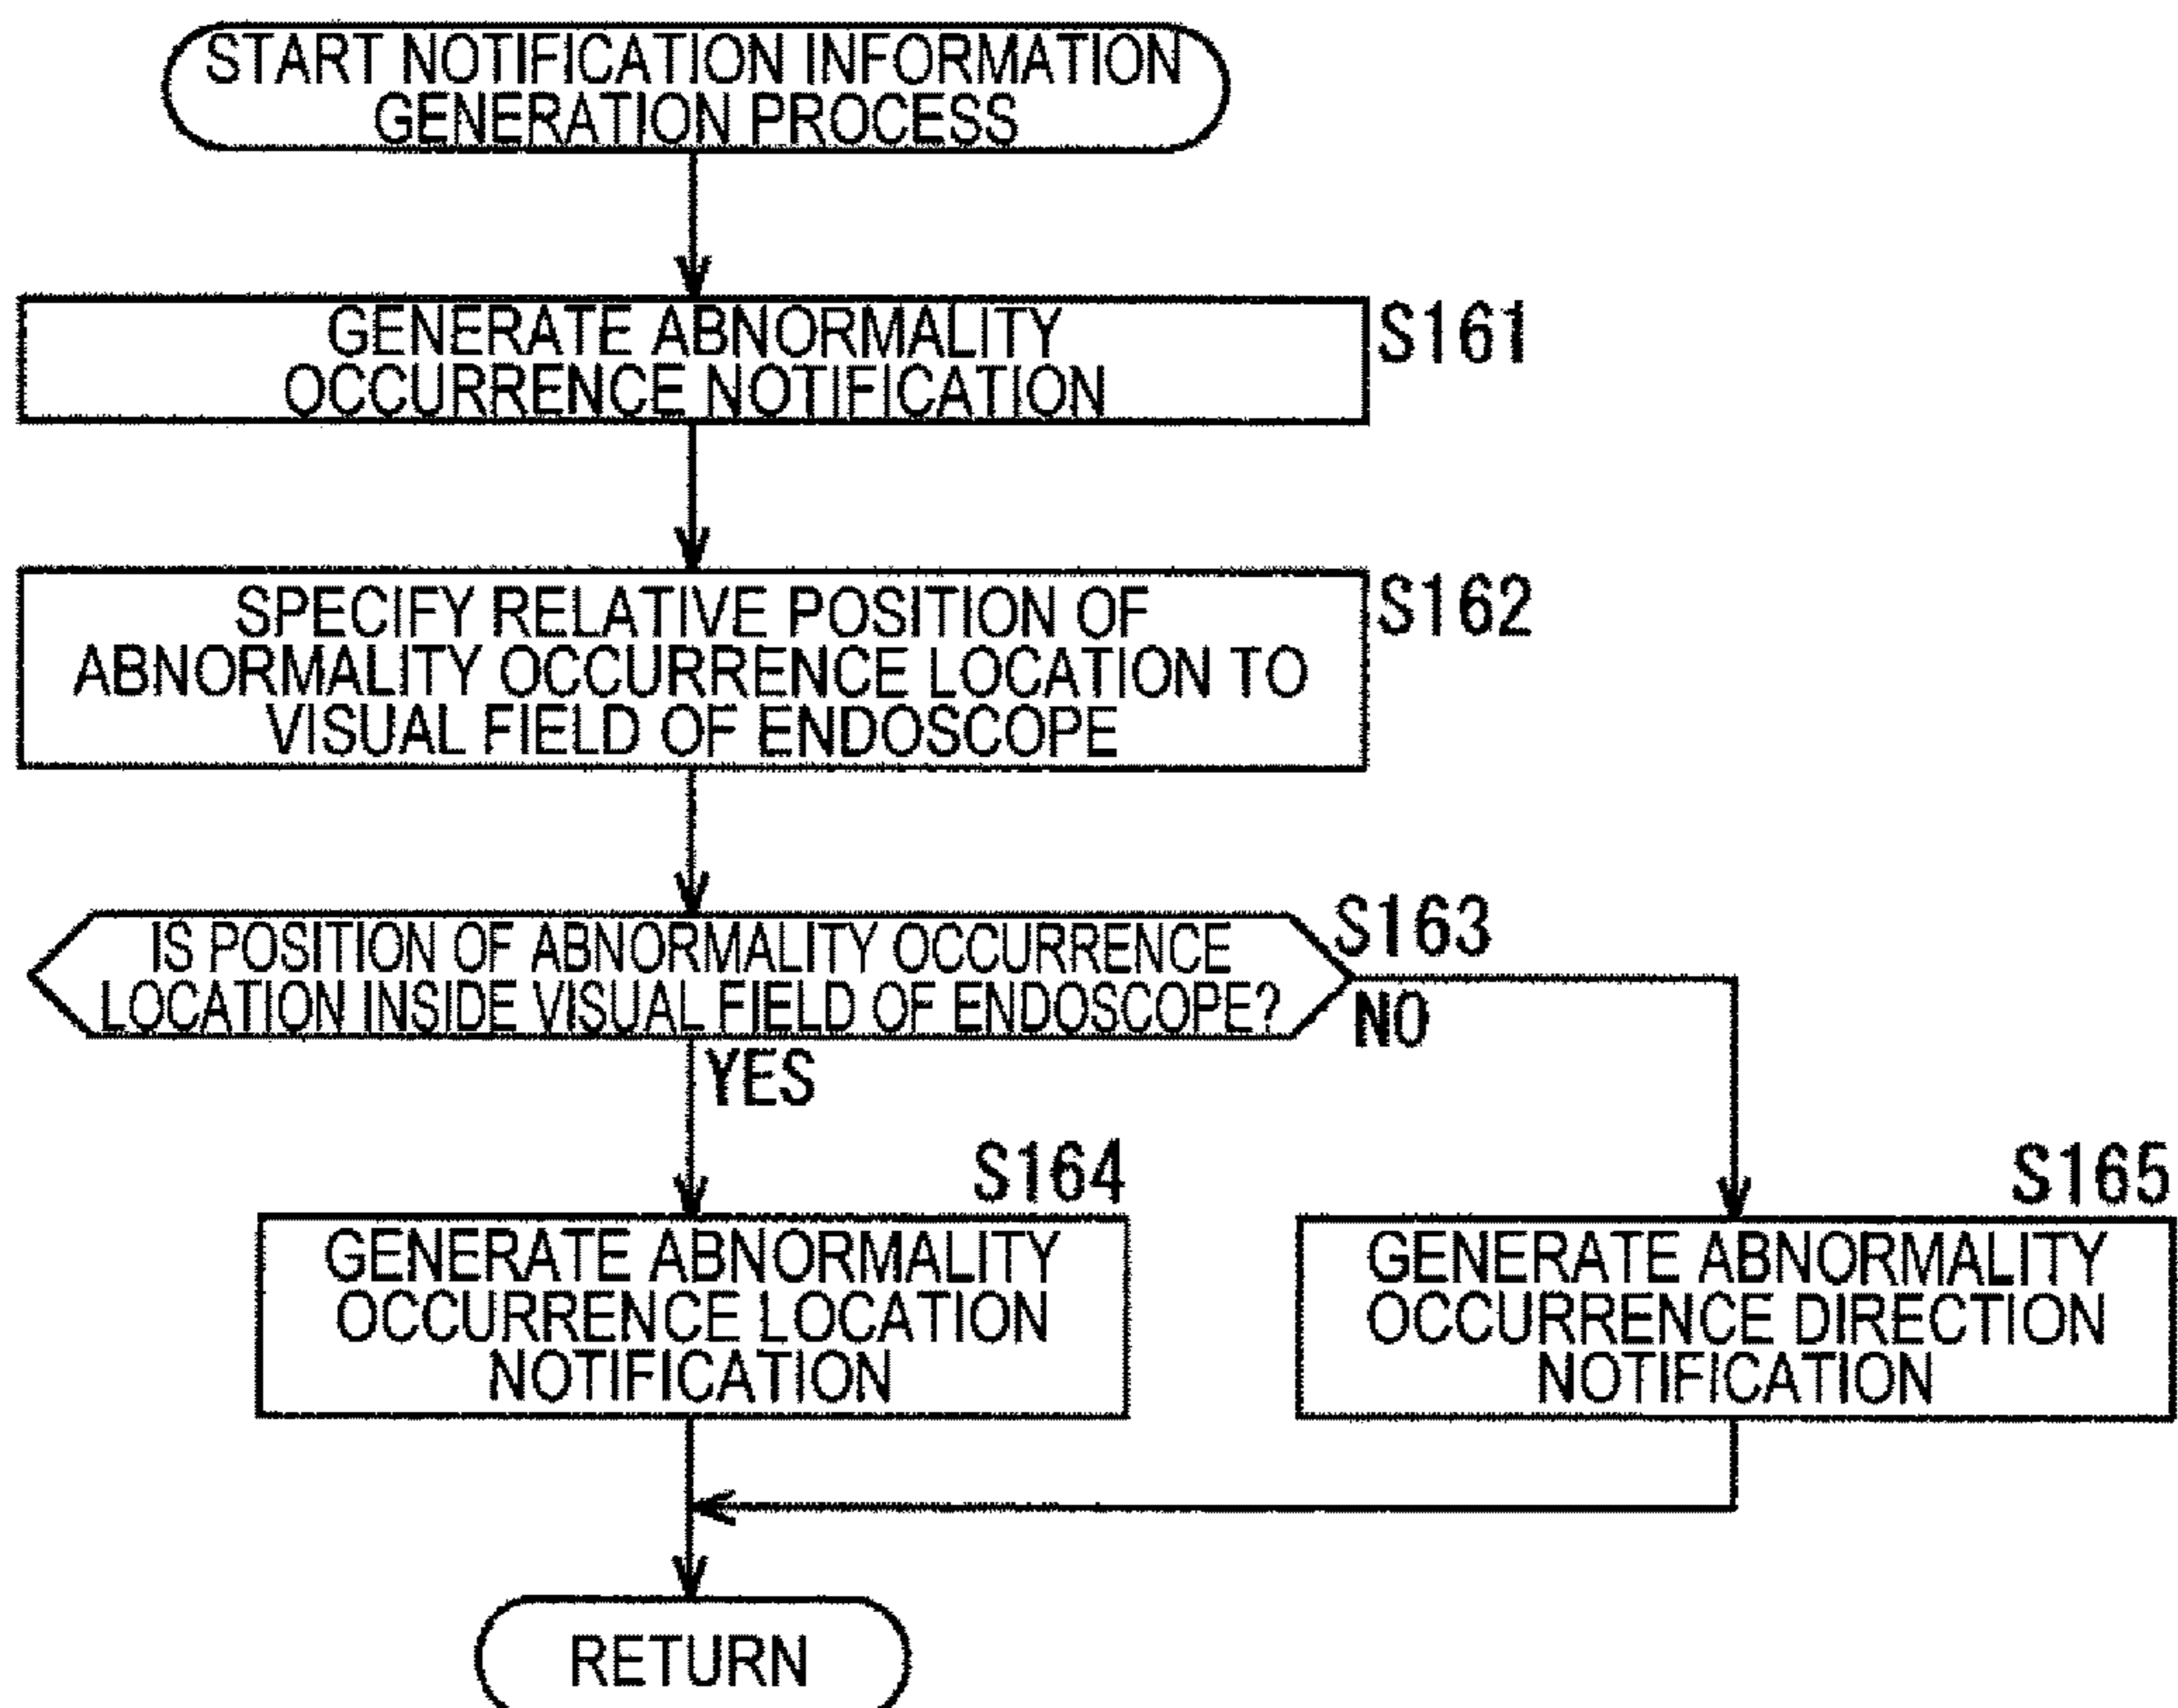 START NOTIFICATION INFORMATION
GENERATION PROCESS
GENERATE ABNORMALITY
OCCURRENCE NOTIFICATION
S161
SPECIFY RELATIVE POSITION OF
ABNORMALITY OCCURRENCE LOCATION TO
VISUAL FIELD OF ENDOSCOPE
S162
IS POSITION OF ABNORMALITY OCCURRENCE
LOCATION INSIDE VISUAL FIELD OF ENDOSCOPE?
S163
NO
YES
S164
GENERATE ABNORMALITY
OCCURRENCE LOCATION
NOTIFICATION
S165
GENERATE ABNORMALITY
OCCURRENCE DIRECTION
NOTIFICATION
RETURN